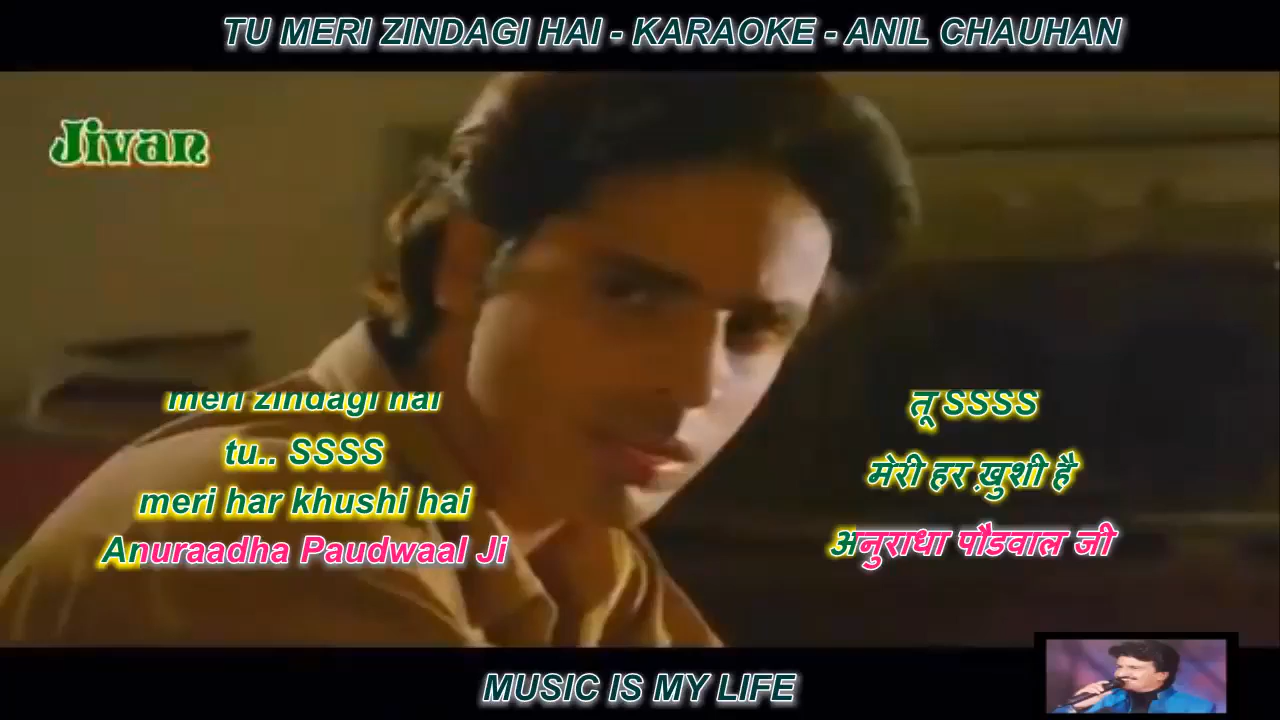 TU MERI ZINDAGI HAI - KARAOKE - ANIL CHAUHAN
Jivan
meri zindagi hai
tu.. SSSS
meri har khushi hai
Anuraadha Paudwaal Ji
तू SSSS
मेरी हर ख़ुशी है
अनुराधा पौडवाल जी
MUSIC IS MY LIFE